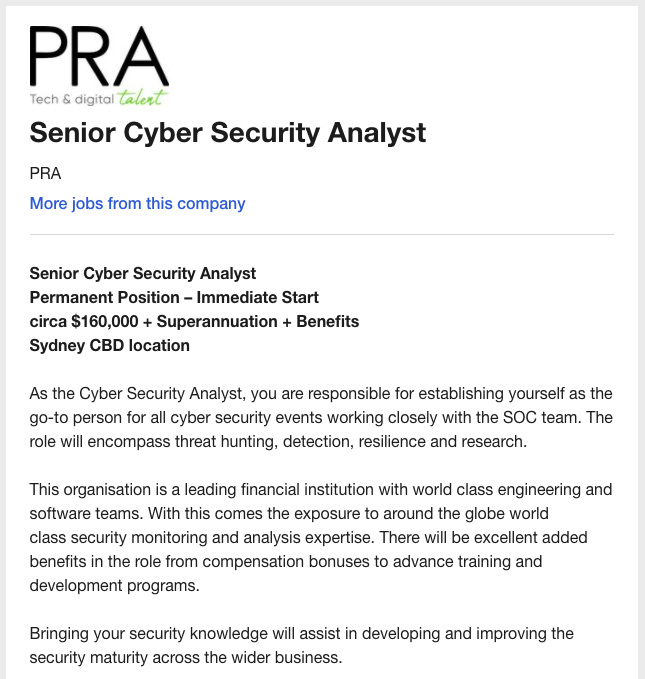 PRA
Tech & digital talent
Senior Cyber Security Analyst
PRA
More jobs from this company
Senior Cyber Security Analyst
Permanent Position – Immediate Start
circa $160,000 + Superannuation + Benefits
Sydney CBD location
As the Cyber Security Analyst, you are responsible for establishing yourself as the
go-to person for all cyber security events working closely with the SOC team. The
role will encompass threat hunting, detection, resilience and research.
This organisation is a leading financial institution with world class engineering and
software teams. With this comes the exposure to around the globe world
class security monitoring and analysis expertise. There will be excellent added
benefits in the role from compensation bonuses to advance training and
development programs.
Bringing your security knowledge will assist in developing and improving the
security maturity across the wider business.